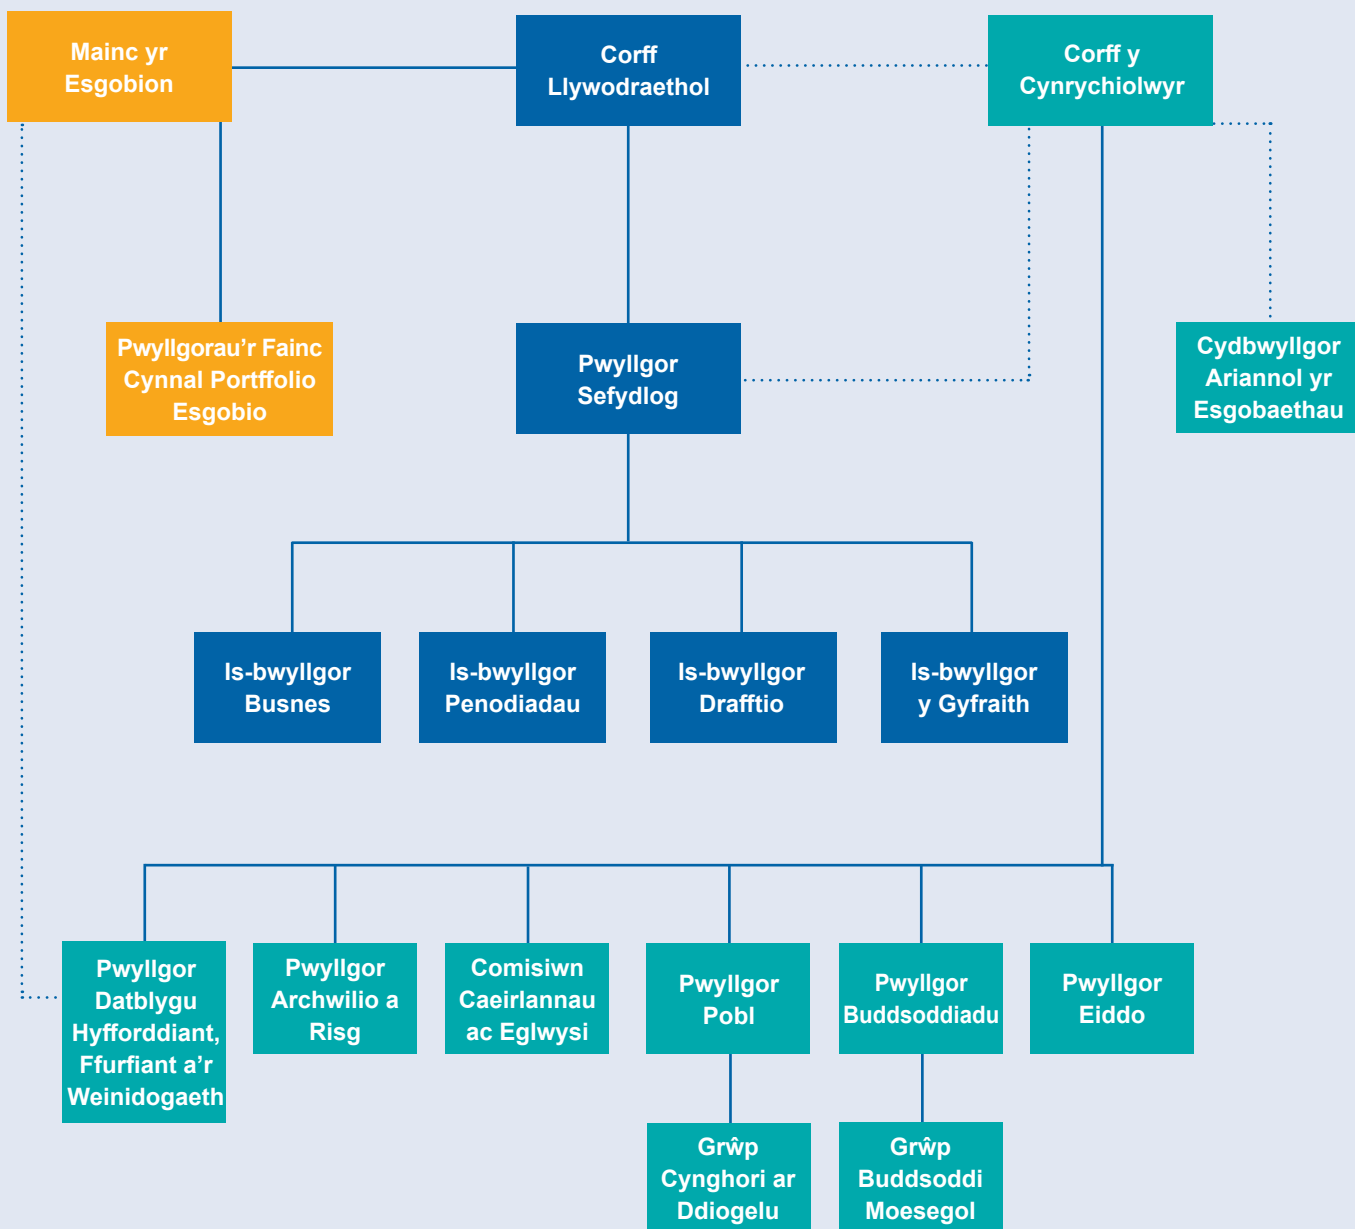 Mainc yr
Esgobion
Corff
Llywodraethol
Corff y
Cynrychiolwyr
Pwyllgorau’r Fainc
Cynnal Portffolio
Esgobio
Pwyllgor
Sefydlog
Cydbwyllgor
Ariannol yr
Esgobaethau
Is-bwyllgor
Busnes
Is-bwyllgor
Penodiadau
Is-bwyllgor
Drafftio
Is-bwyllgor
y Gyfraith
Pwyllgor
Datblygu
Hyfforddiant,
Ffurfiant a’r
Weinidogaeth
Pwyllgor
Archwilio a
Risg
Comisiwn
Caeirlannau
ac Eglwysi
Pwyllgor
Pobl
Pwyllgor
Buddsoddiadu
Pwyllgor
Eiddo
Grŵp
Cynghori ar
Ddiogelu
Grŵp
Buddsoddi
Moesegol